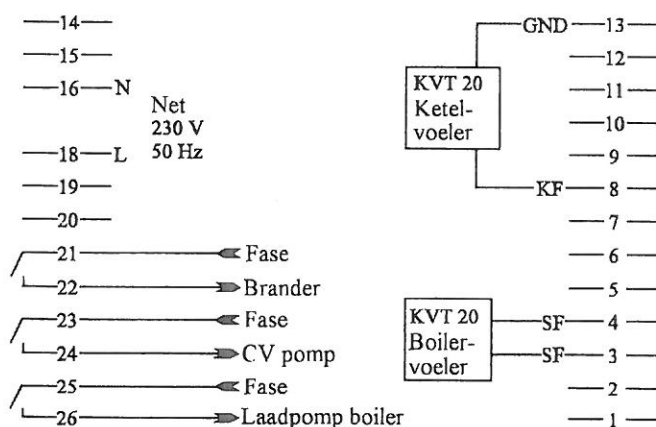 14
15
16 N
Net
230 V
50 Hz
18 L
19
20
21 Fase
22 Brander
23 Fase
24 CV pomp
25 Fase
26 Laadpomp boiler
GND 13
12
KVT 20
Ketel-
voeler
11
10
9
KF 8
7
6
5
KVT 20
Boiler-
voeler
SF 4
SF 3
2
1